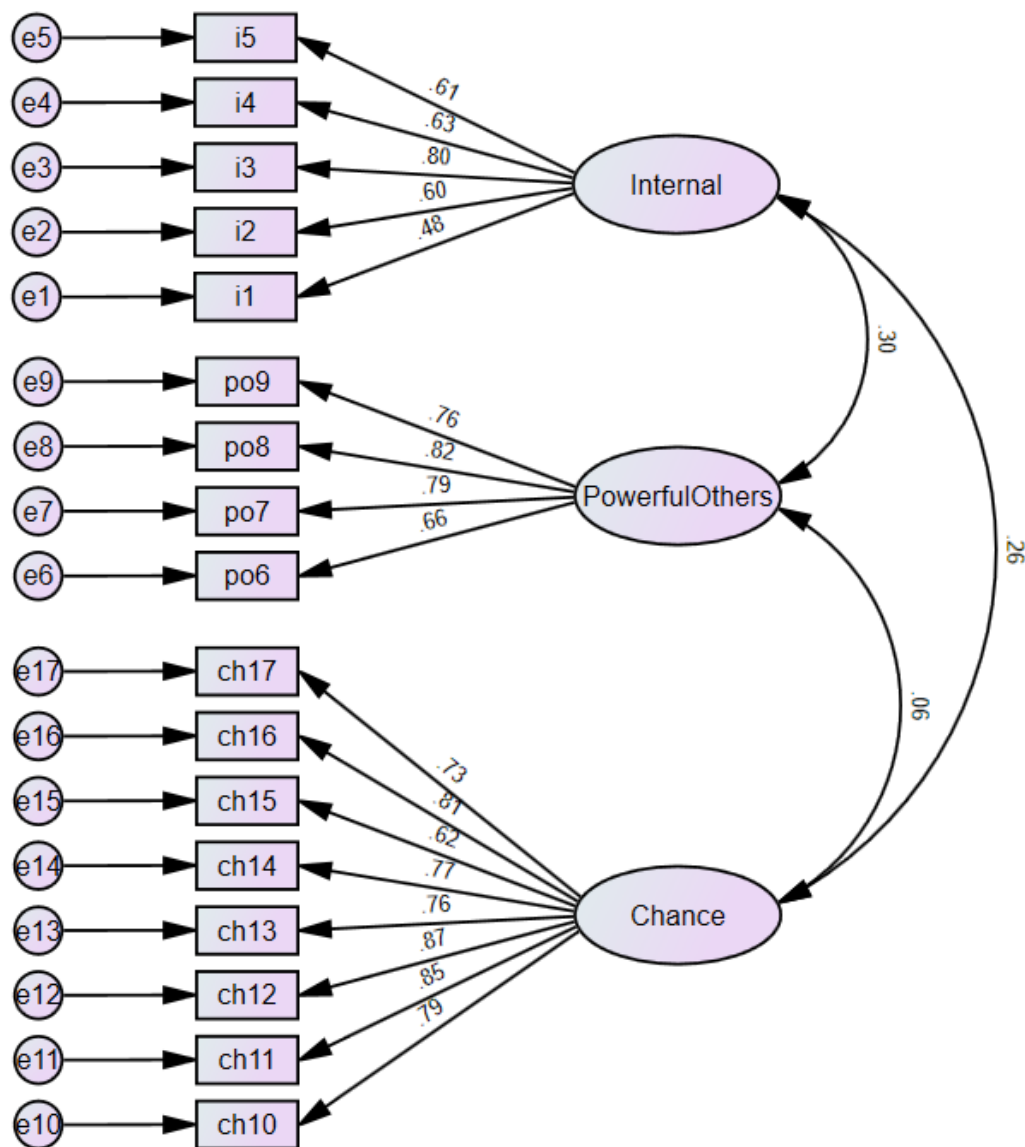 e5
i5
.61
e4
i4
.63
e3
i3
.80
Internal
e2
i2
.60
e1
i1
.48
.30
e9
po9
.76
e8
po8
.82
PowerfulOthers
e7
po7
.79
e6
po6
.66
.26
e17
ch17
.73
.06
e16
ch16
.81
e15
ch15
.62
e14
ch14
.77
Chance
e13
ch13
.76
e12
ch12
.87
e11
ch11
.85
e10
ch10
.79